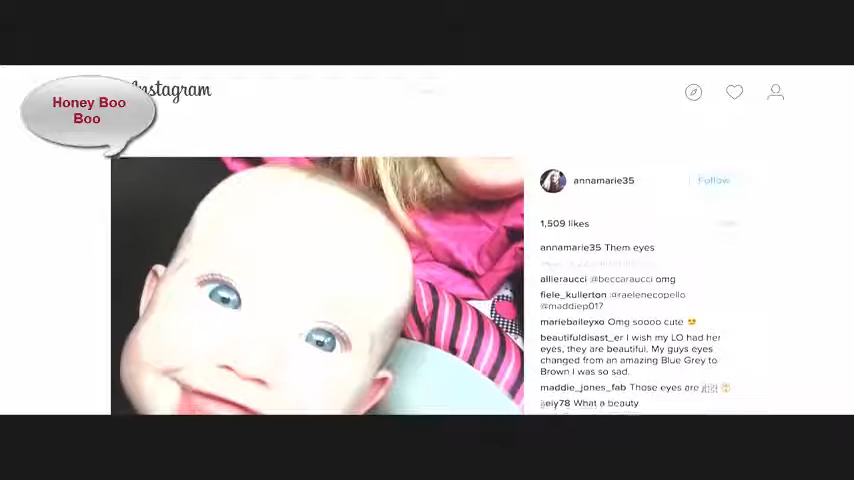 Honey Boo
Boo
Instagram
annamarie35 Follow
1,509 likes
annamarie35 Them eyes
allieraucci @beccaraucci omg
fiele_kullerton @raelenecopello
@maddiep017
mariebaileyxo Omg soooo cute
beautifuldisast_er I wish my LO had her
eyes, they are beautiful. My guys eyes
changed from an amazing Blue Grey to
Brown I was so sad.
maddie_jones_fab Those eyes are
What a beauty